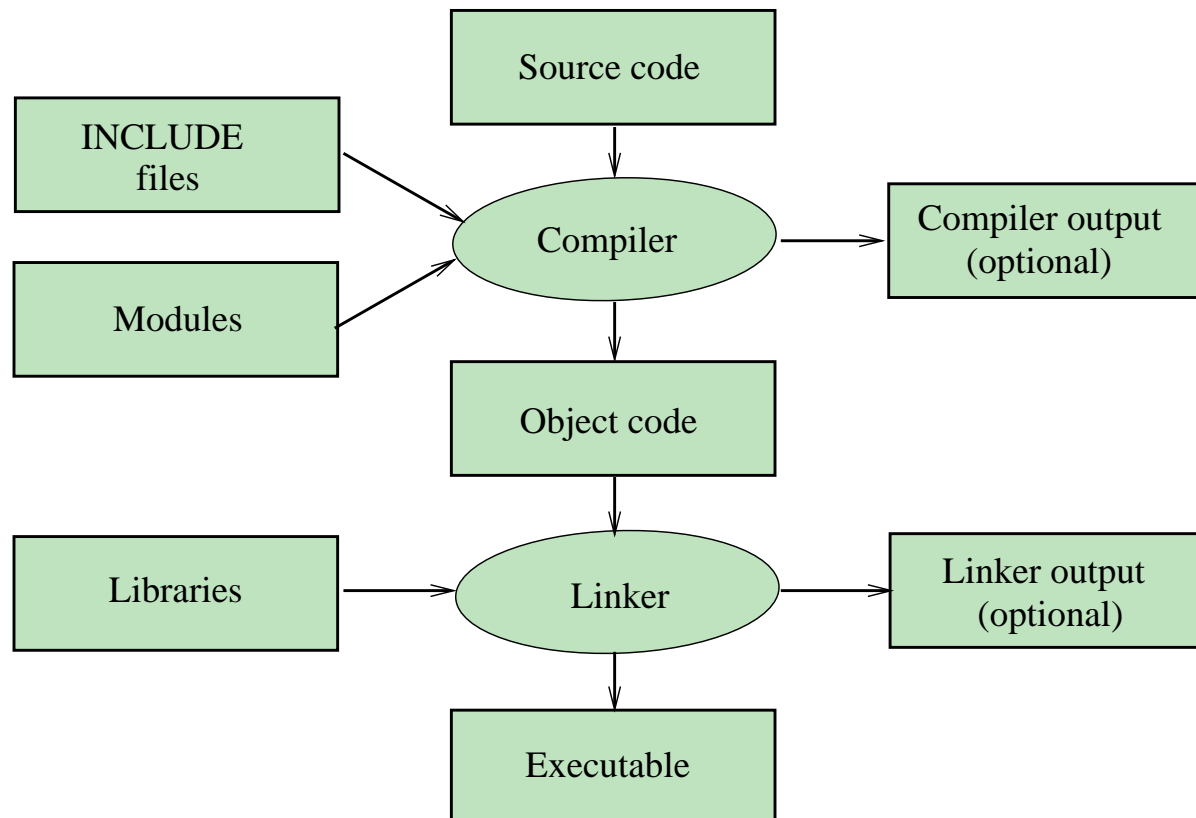 Source code
INCLUDE
files
Compiler
Compiler output
(optional)
Modules
Object code
Libraries
Linker
Linker output
(optional)
Executable